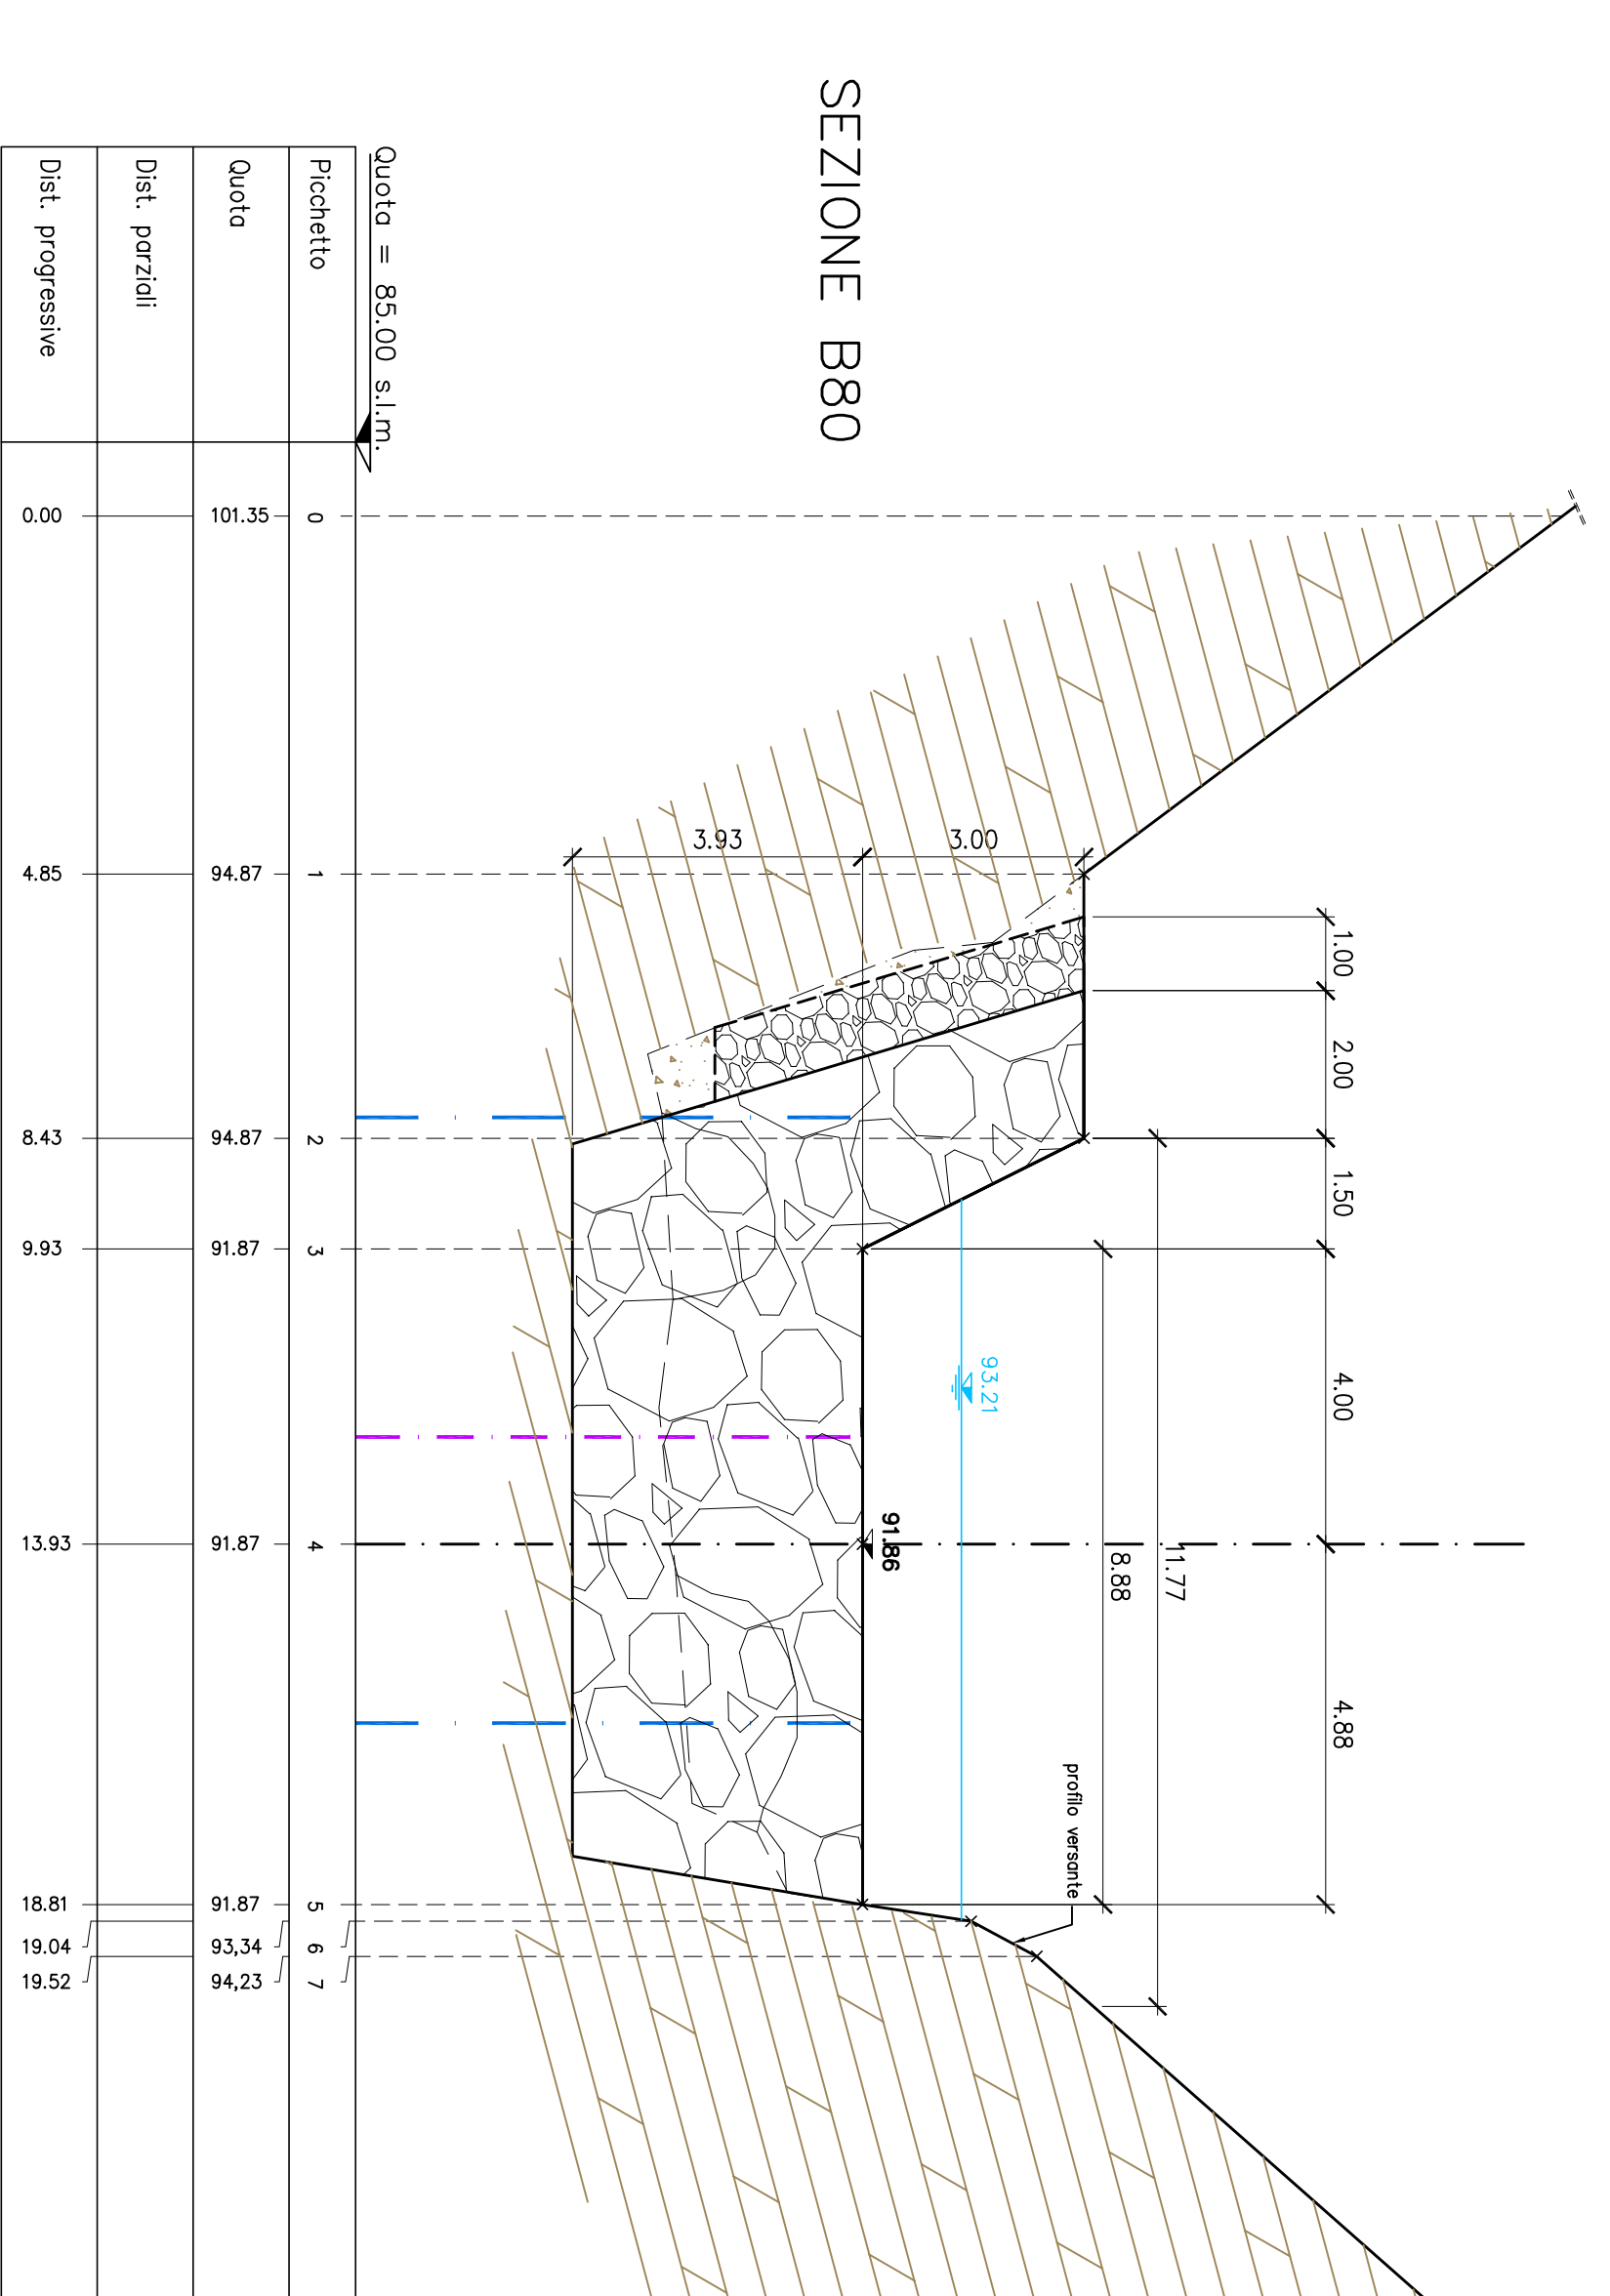 SEZIONE B80
1.00 2.00 1.50 4.00 4.88
11.77
8.88
profilo versante
93.21
91.86
3.00
3.93
Quota = 85.00 s.l.m.
Picchetto 0 1 2 3 4 5 6 7
Quota 101.35 94.87 94.87 91.87 91.87 91.87 93,34 94,23
Dist. parziali
Dist. progressive 0.00 4.85 8.43 9.93 13.93 18.81 19.04 19.52